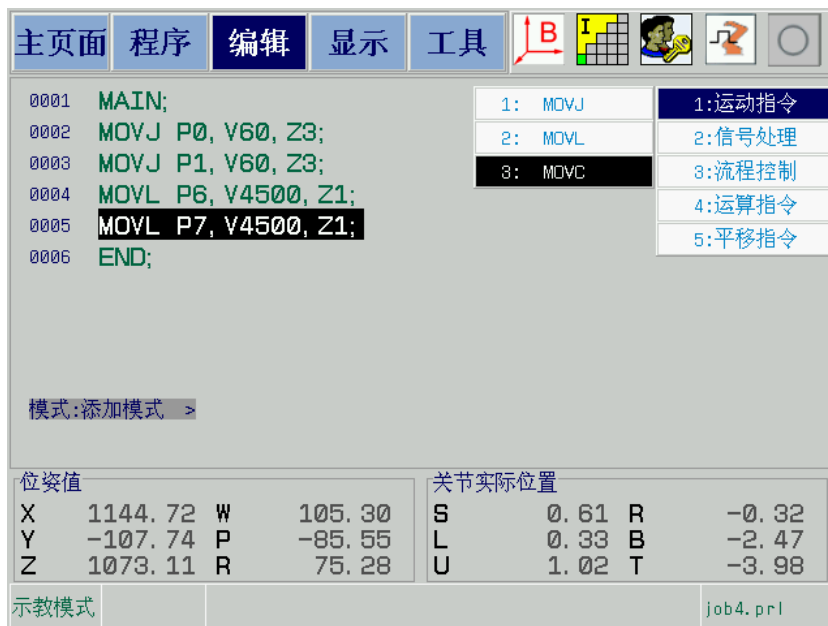 主页面 程序 编辑 显示 工具 B I
0001 MAIN;
0002 MOVJ P0, V60, Z3;
0003 MOVJ P1, V60, Z3;
0004 MOVL P6, V4500, Z1;
0005 MOVL P7, V4500, Z1;
0006 END;
1: MOVJ
2: MOVL
3: MOVC
1:运动指令
2:信号处理
3:流程控制
4:运算指令
5:平移指令
模式:添加模式 >
位姿值
X 1144.72 W 105.30
Y -107.74 P -85.55
Z 1073.11 R 75.28
关节实际位置
S 0.61 R -0.32
L 0.33 B -2.47
U 1.02 T -3.98
示教模式 job4.prl